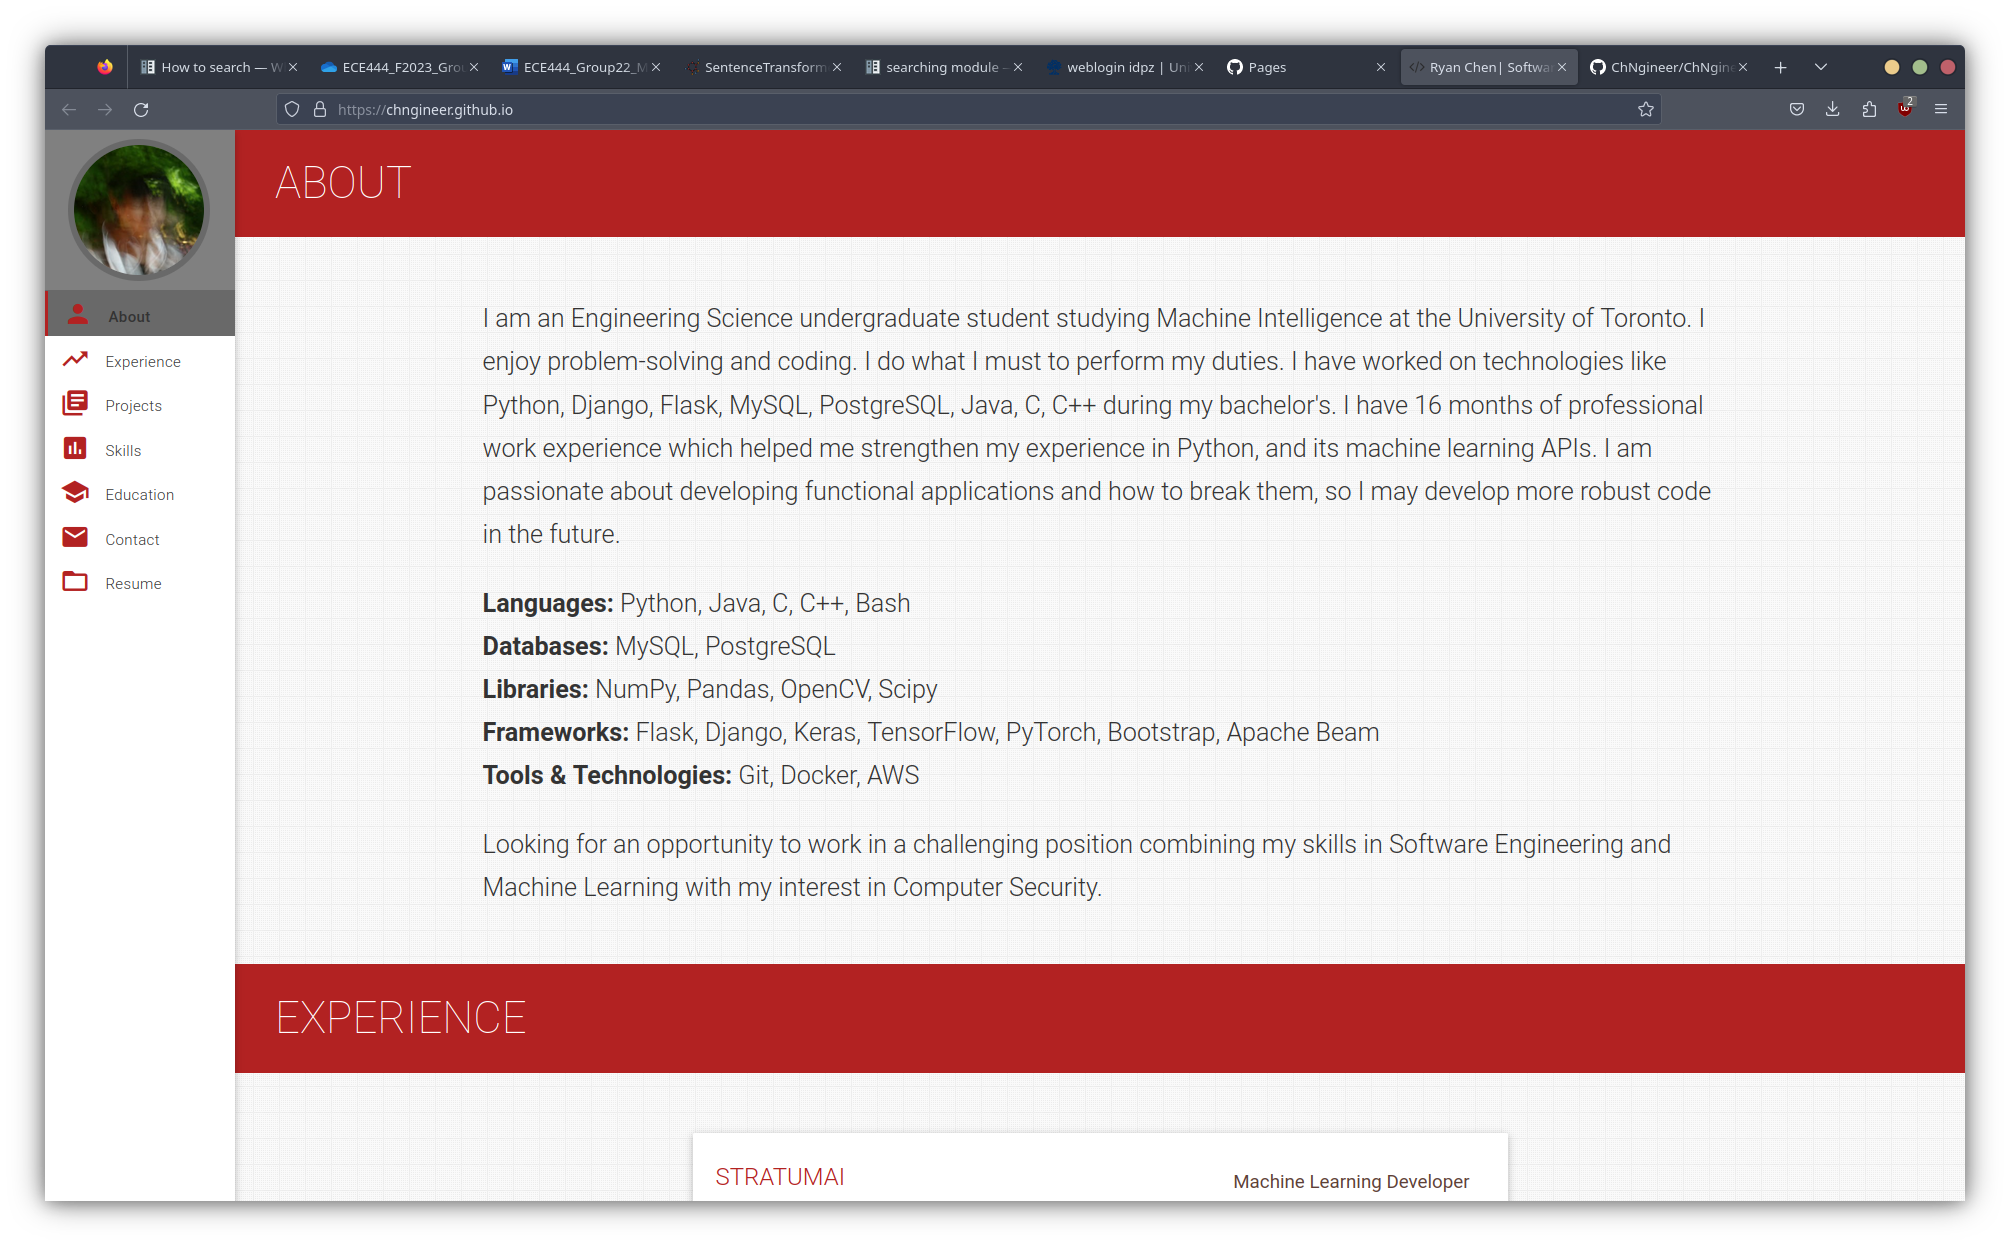 How to search — W
ECE444_F2023_Gro
ECE444_Group22_M
SentenceTransform
searching module -
weblogin idpz | Uni
Pages
Ryan Chen| Softwa
ChNgineer/ChNgine
https://chngineer.github.io
2
ABOUT
About
Experience
Projects
Skills
Education
Contact
Resume
I am an Engineering Science undergraduate student studying Machine Intelligence at the University of Toronto. I
enjoy problem-solving and coding. I do what I must to perform my duties. I have worked on technologies like
Python, Django, Flask, MySQL, PostgreSQL, Java, C, C++ during my bachelor's. I have 16 months of professional
work experience which helped me strengthen my experience in Python, and its machine learning APIs. I am
passionate about developing functional applications and how to break them, so I may develop more robust code
in the future.
Languages: Python, Java, C, C++, Bash
Databases: MySQL, PostgreSQL
Libraries: NumPy, Pandas, OpenCV, Scipy
Frameworks: Flask, Django, Keras, TensorFlow, PyTorch, Bootstrap, Apache Beam
Tools & Technologies: Git, Docker, AWS
Looking for an opportunity to work in a challenging position combining my skills in Software Engineering and
Machine Learning with my interest in Computer Security.
EXPERIENCE
STRATUMAI
Machine Learning Developer